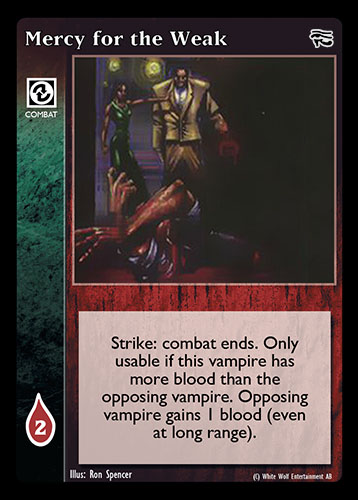 Mercy for the Weak
COMBAT
Strike: combat ends. Only
usable if this vampire has
more blood than the
opposing vampire. Opposing
vampire gains 1 blood (even
at long range).
2
Illus: Ron Spencer
(C) White Wolf Entertainment AB